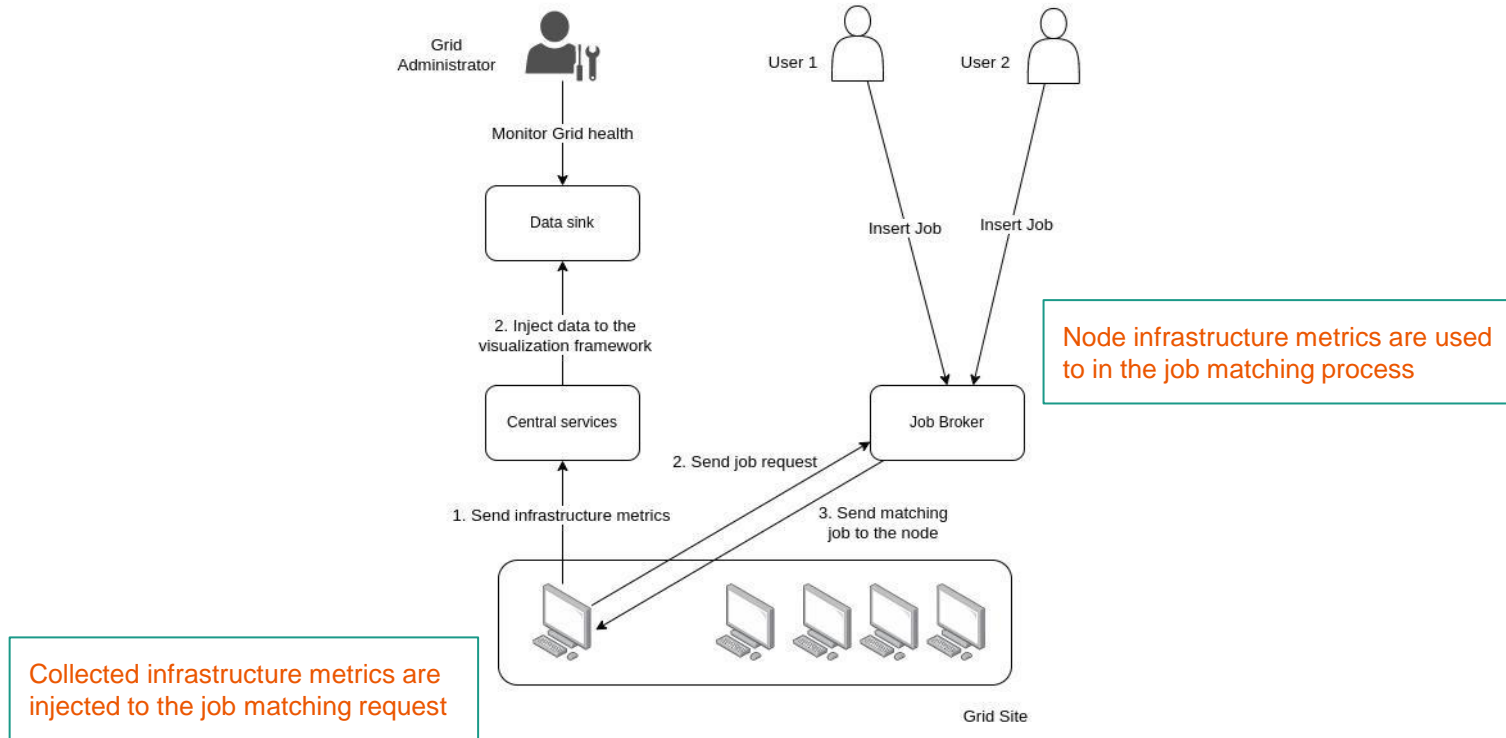 Grid
Administrator
User 1
User 2
Monitor Grid health
Data sink
Insert Job
Insert Job
2. Inject data to the
visualization framework
Node infrastructure metrics are used
to in the job matching process
Central services
Job Broker
2. Send job request
1. Send infrastructure metrics
3. Send matching
job to the node
Collected infrastructure metrics are
injected to the job matching request
Grid Site